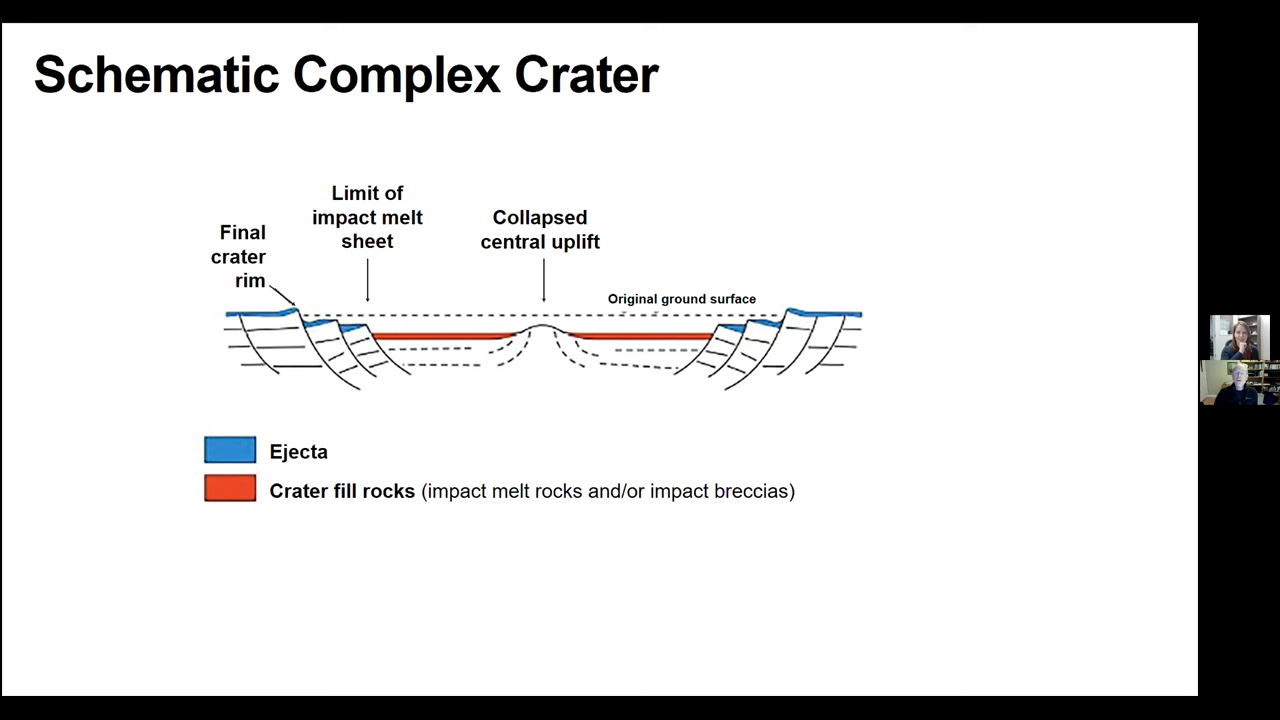 Schematic Complex Crater
Limit of
impact melt
sheet
Final
crater
rim
Collapsed
central uplift
Original ground surface
Ejecta
Crater fill rocks (impact melt rocks and/or impact breccias)